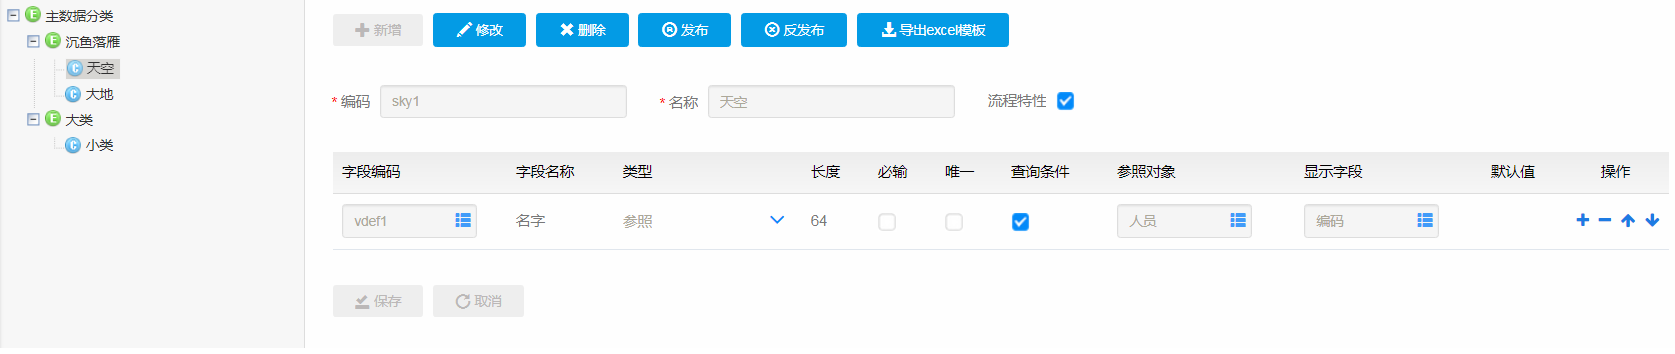 主数据分类
沉鱼落雁
天空
大地
大类
小类
新增 修改 删除 发布 反发布 导出excel模板
* 编码 sky1 * 名称 天空 流程特性
字段编码 字段名称 类型 长度 必输 唯一 查询条件 参照对象 显示字段 默认值 操作
vdef1 名字 参照 64 人员 编码
保存 取消